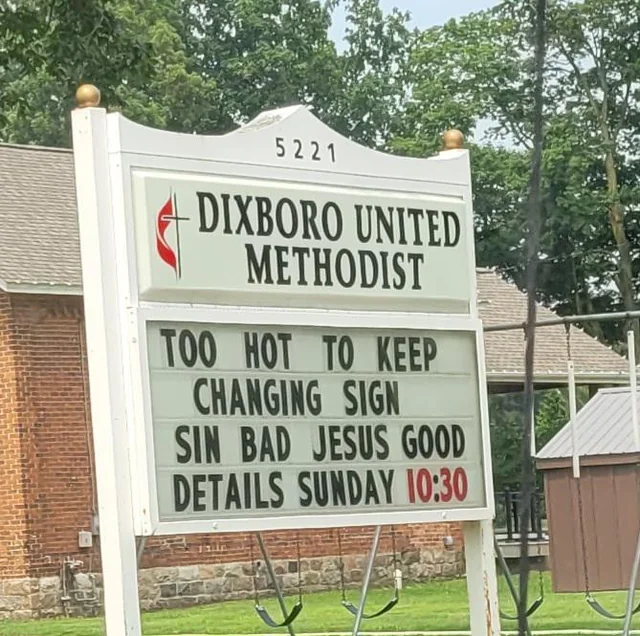 5221
DIXBORO UNITED
METHODIST
TOO HOT TO KEEP
CHANGING SIGN
SIN BAD JESUS GOOD
DETAILS SUNDAY 10:30